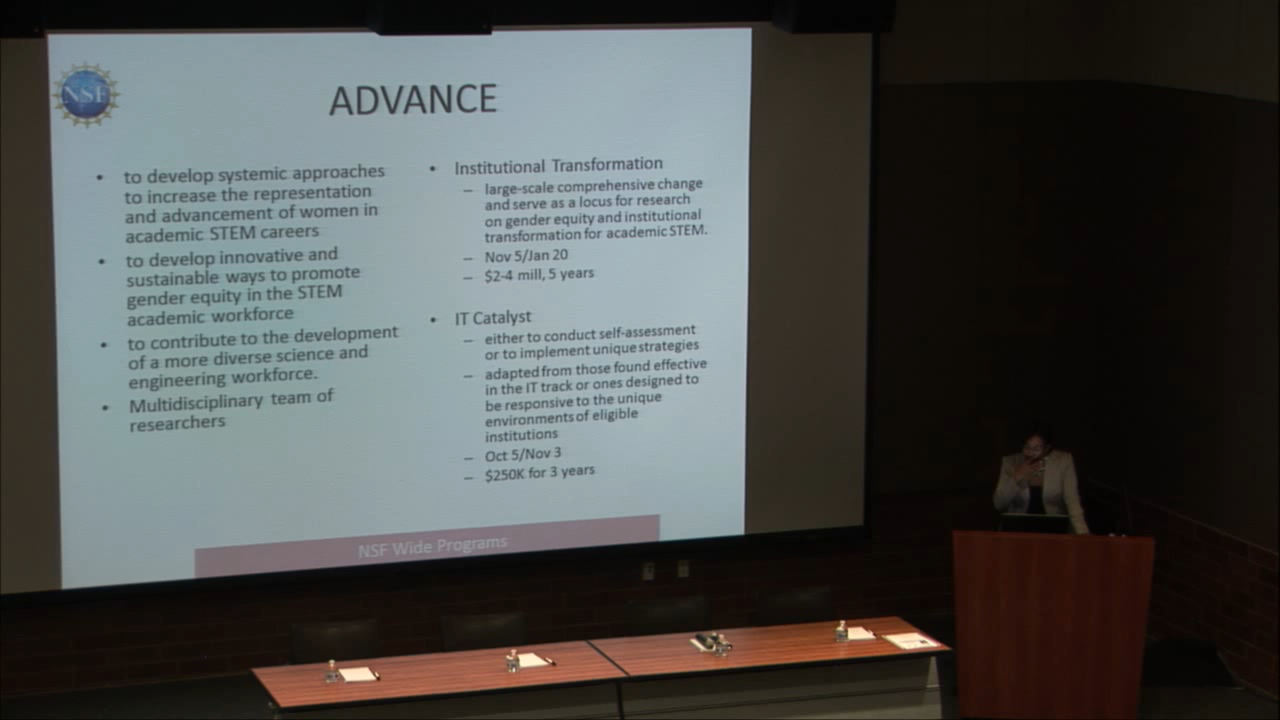 NSF
ADVANCE
• to develop systemic approaches
to increase the representation
and advancement of women in
academic STEM careers
• to develop innovative and
sustainable ways to promote
gender equity in the STEM
academic workforce
• to contribute to the development
of a more diverse science and
engineering workforce.
• Multidisciplinary team of
researchers
• Institutional Transformation
– large-scale comprehensive change
and serve as a locus for research
on gender equity and institutional
transformation for academic STEM.
– Nov 5/Jan 20
– $2-4 mill, 5 years
• IT Catalyst
– either to conduct self-assessment
or to implement unique strategies
– adapted from those found effective
in the IT track or ones designed to
be responsive to the unique
environments of eligible
institutions
– Oct 5/Nov 3
– $250K for 3 years
NSF Wide Programs